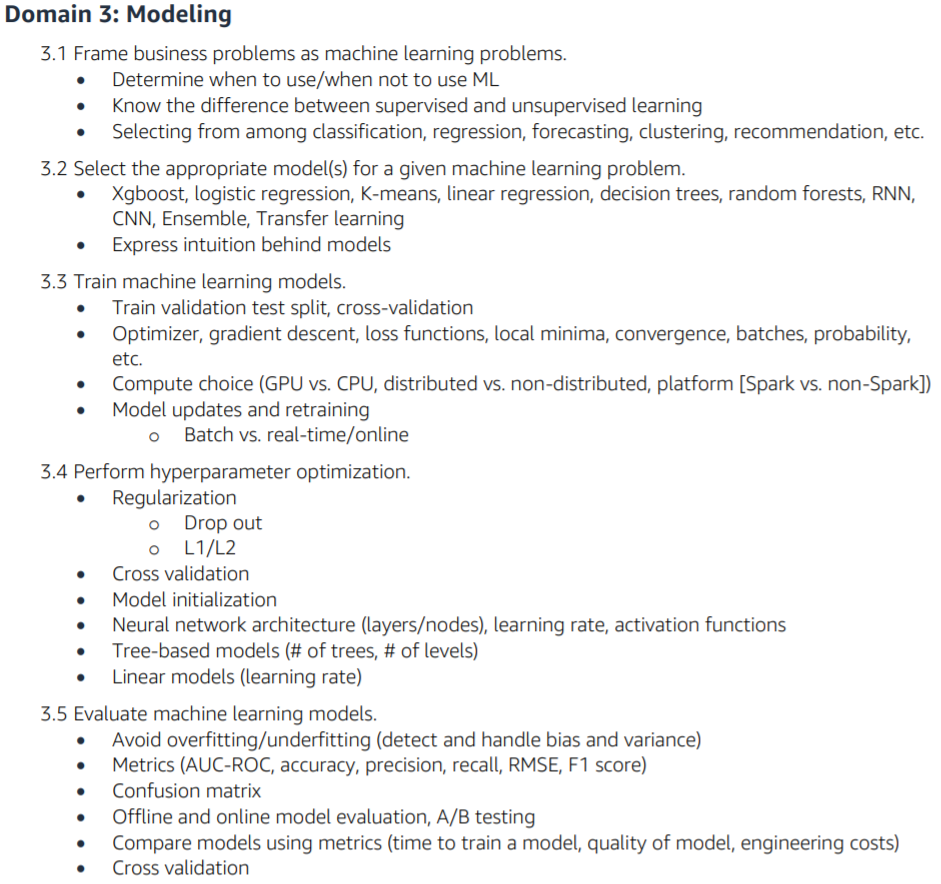 Domain 3: Modeling
3.1 Frame business problems as machine learning problems.
• Determine when to use/when not to use ML
• Know the difference between supervised and unsupervised learning
• Selecting from among classification, regression, forecasting, clustering, recommendation, etc.
3.2 Select the appropriate model(s) for a given machine learning problem.
• Xgboost, logistic regression, K-means, linear regression, decision trees, random forests, RNN,
CNN, Ensemble, Transfer learning
• Express intuition behind models
3.3 Train machine learning models.
• Train validation test split, cross-validation
• Optimizer, gradient descent, loss functions, local minima, convergence, batches, probability,
etc.
• Compute choice (GPU vs. CPU, distributed vs. non-distributed, platform [Spark vs. non-Spark])
• Model updates and retraining
o Batch vs. real-time/online
3.4 Perform hyperparameter optimization.
• Regularization
o Drop out
o L1/L2
• Cross validation
• Model initialization
• Neural network architecture (layers/nodes), learning rate, activation functions
• Tree-based models (# of trees, # of levels)
• Linear models (learning rate)
3.5 Evaluate machine learning models.
• Avoid overfitting/underfitting (detect and handle bias and variance)
• Metrics (AUC-ROC, accuracy, precision, recall, RMSE, F1 score)
• Confusion matrix
• Offline and online model evaluation, A/B testing
• Compare models using metrics (time to train a model, quality of model, engineering costs)
• Cross validation